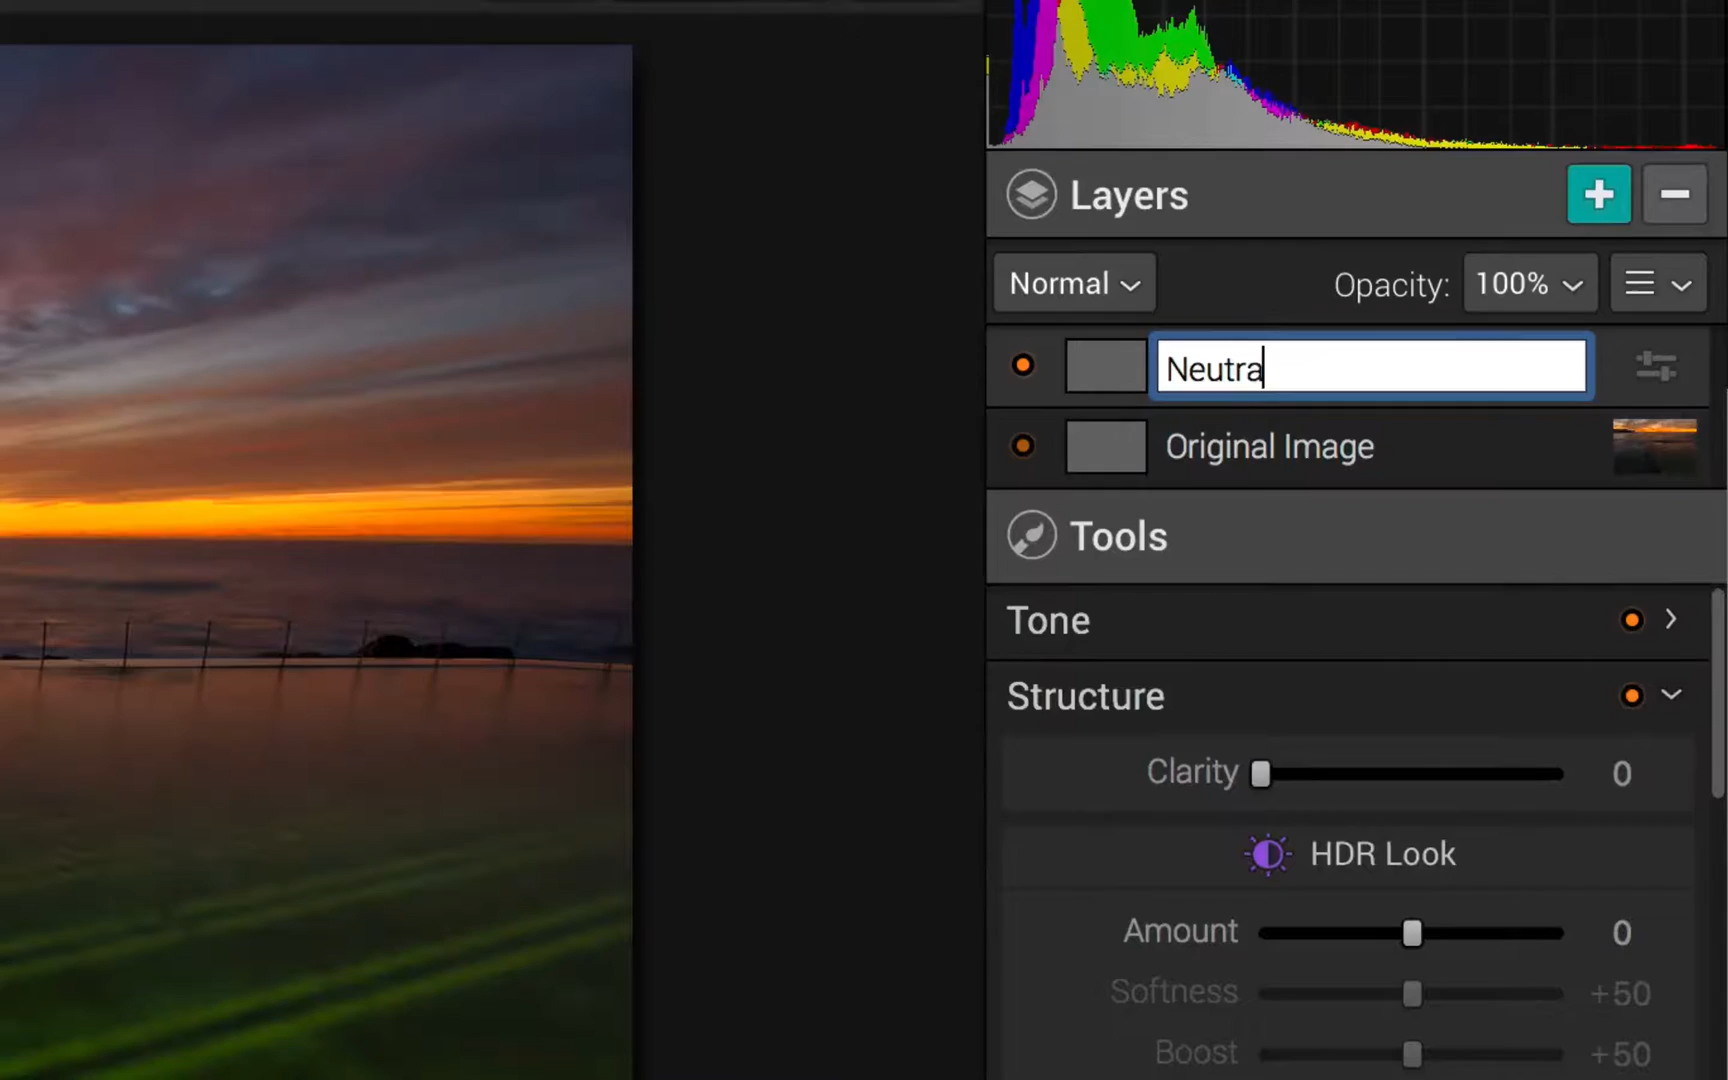 Layers
Normal Opacity: 100%
Neutra
Original Image
Tools
Tone
Structure
Clarity 0
HDR Look
Amount 0
Softness +50
Boost +50